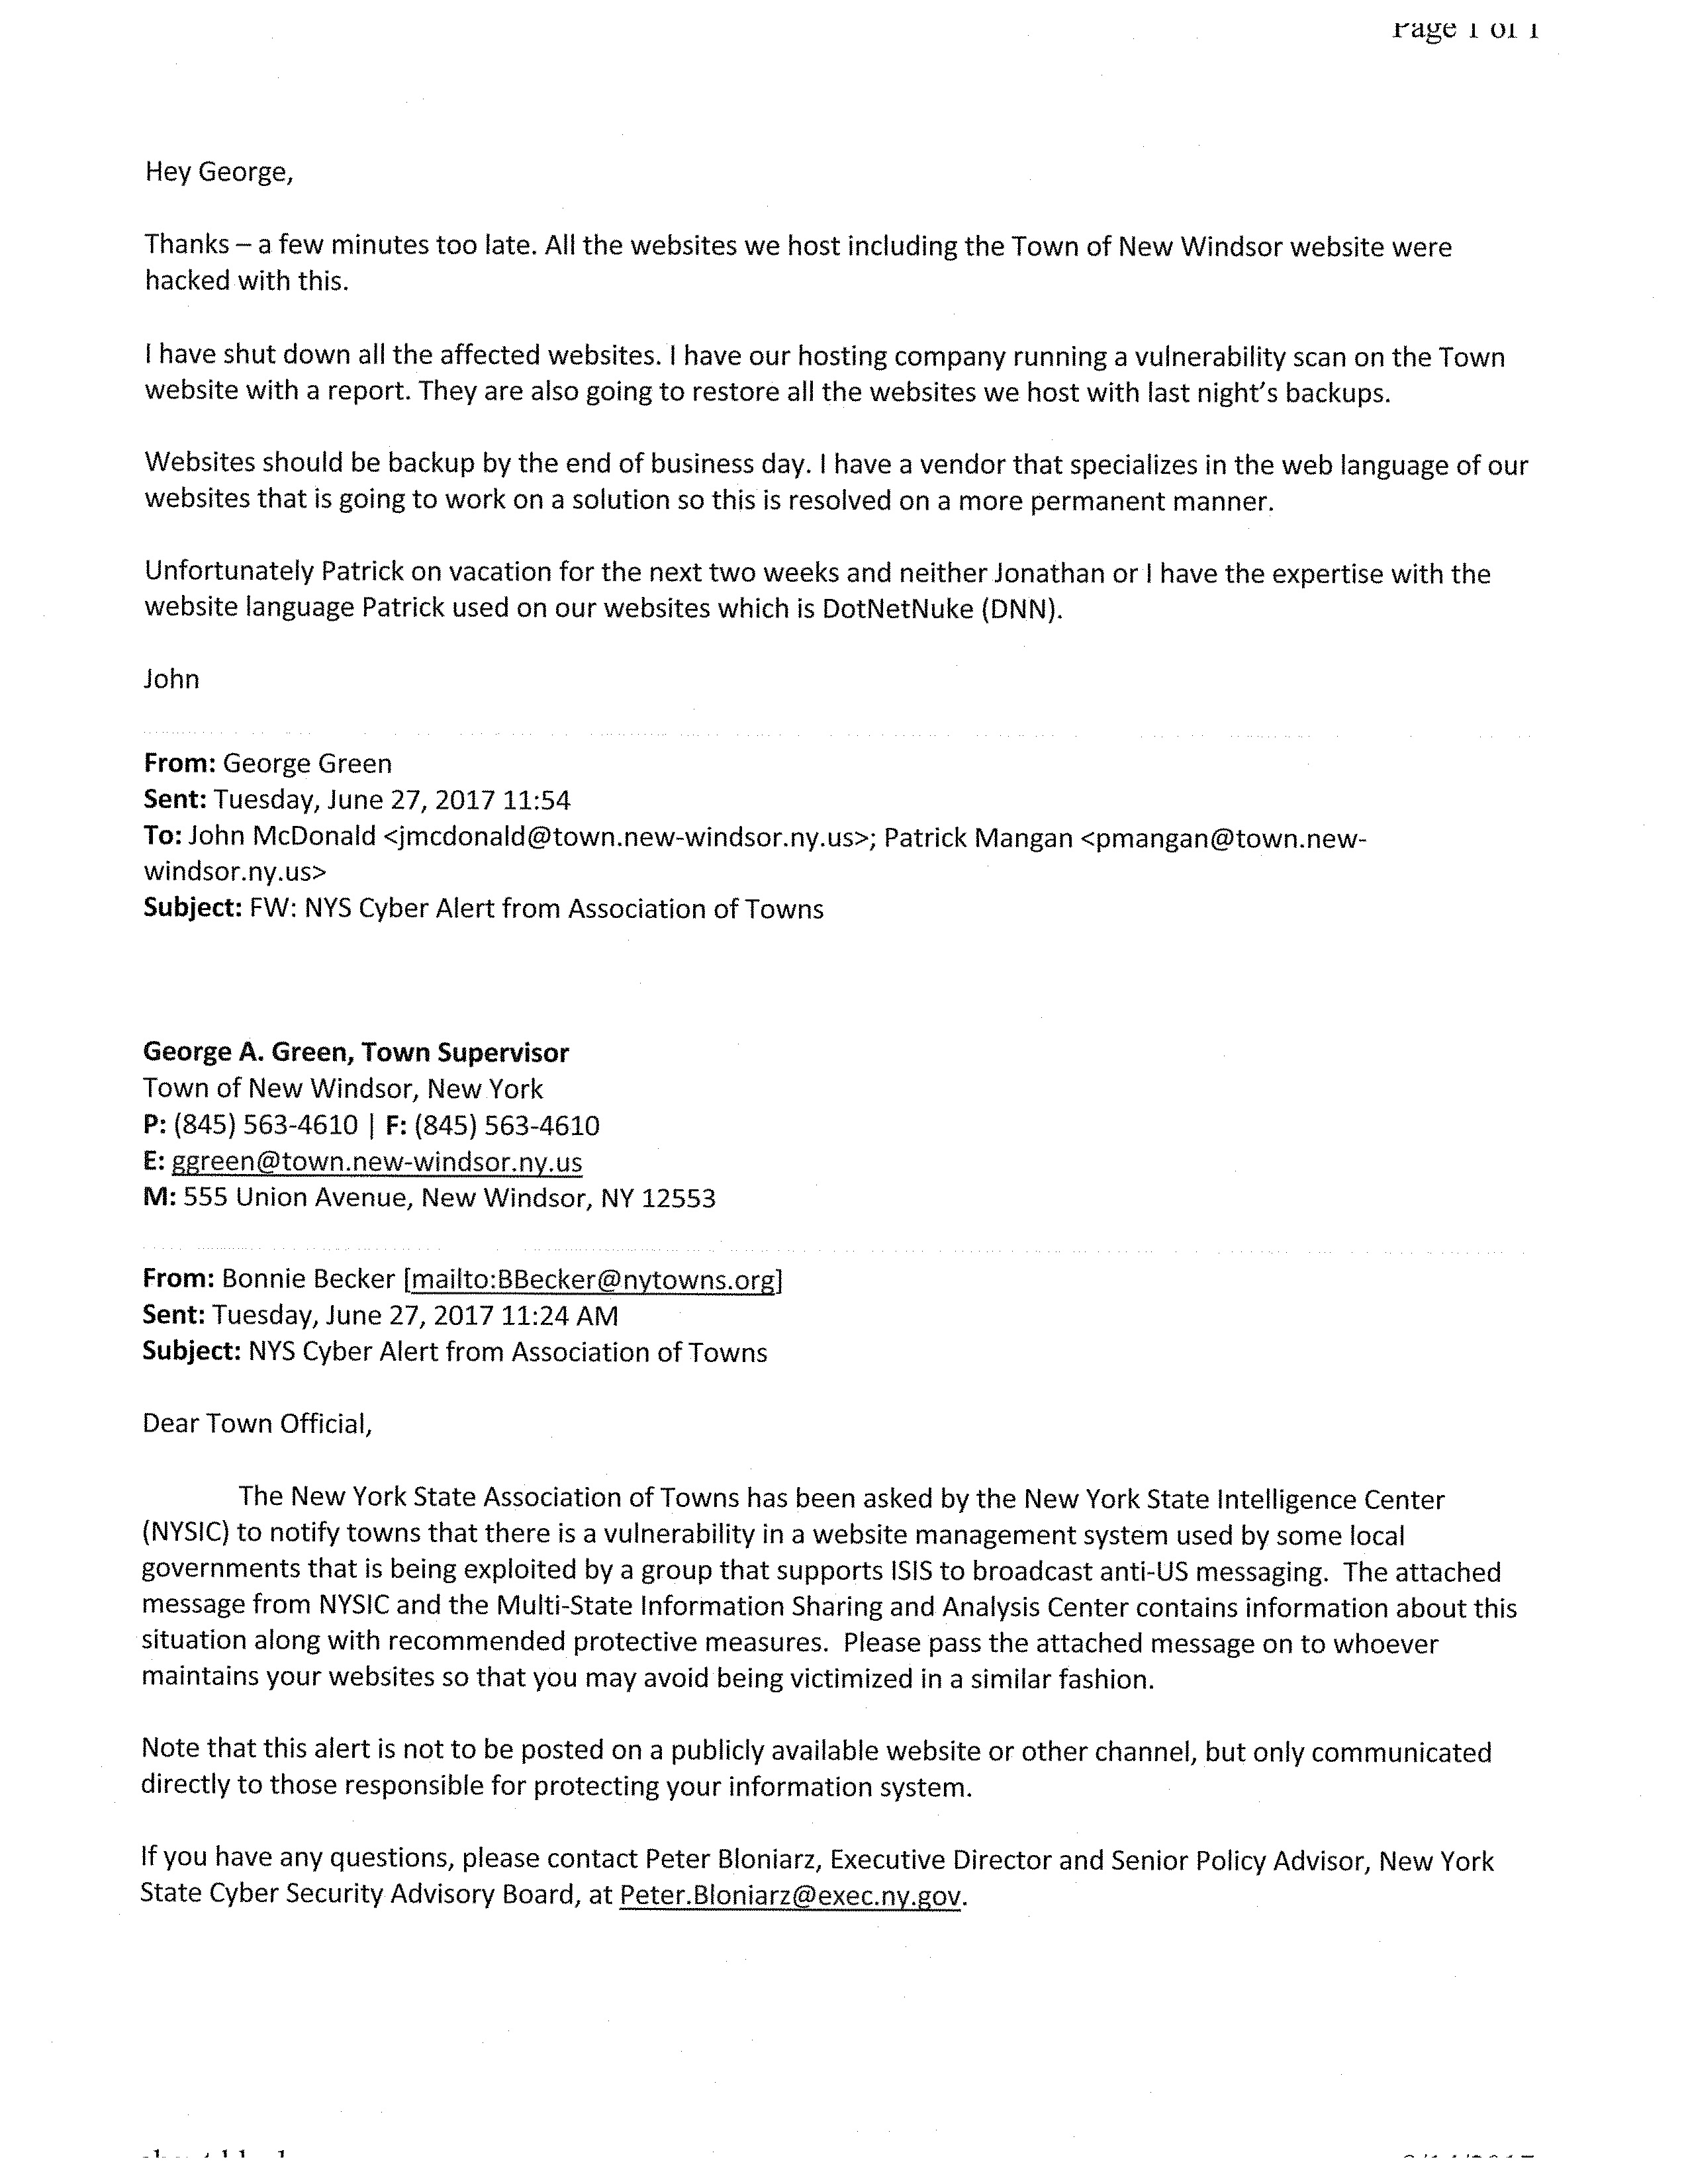 Page 1 of 1
Hey George,
Thanks – a few minutes too late. All the websites we host including the Town of New Windsor website were
hacked with this.
I have shut down all the affected websites. I have our hosting company running a vulnerability scan on the Town
website with a report. They are also going to restore all the websites we host with last night's backups.
Websites should be backup by the end of business day. I have a vendor that specializes in the web language of our
websites that is going to work on a solution so this is resolved on a more permanent manner.
Unfortunately Patrick on vacation for the next two weeks and neither Jonathan or I have the expertise with the
website language Patrick used on our websites which is DotNetNuke (DNN).
John
From: George Green
Sent: Tuesday, June 27, 2017 11:54
To: John McDonald <jmcdonald@town.new-windsor.ny.us>; Patrick Mangan <pmangan@town.new-
windsor.ny.us>
Subject: FW: NYS Cyber Alert from Association of Towns
George A. Green, Town Supervisor
Town of New Windsor, New York
P: (845) 563-4610 | F: (845) 563-4610
E: ggreen@town.new-windsor.ny.us
M: 555 Union Avenue, New Windsor, NY 12553
From: Bonnie Becker [mailto:BBecker@nytowns.org]
Sent: Tuesday, June 27, 2017 11:24 AM
Subject: NYS Cyber Alert from Association of Towns
Dear Town Official,
The New York State Association of Towns has been asked by the New York State Intelligence Center
(NYSIC) to notify towns that there is a vulnerability in a website management system used by some local
governments that is being exploited by a group that supports ISIS to broadcast anti-US messaging.  The attached
message from NYSIC and the Multi-State Information Sharing and Analysis Center contains information about this
situation along with recommended protective measures.  Please pass the attached message on to whoever
maintains your websites so that you may avoid being victimized in a similar fashion.
Note that this alert is not to be posted on a publicly available website or other channel, but only communicated
directly to those responsible for protecting your information system.
If you have any questions, please contact Peter Bloniarz, Executive Director and Senior Policy Advisor, New York
State Cyber Security Advisory Board, at Peter.Bloniarz@exec.ny.gov.